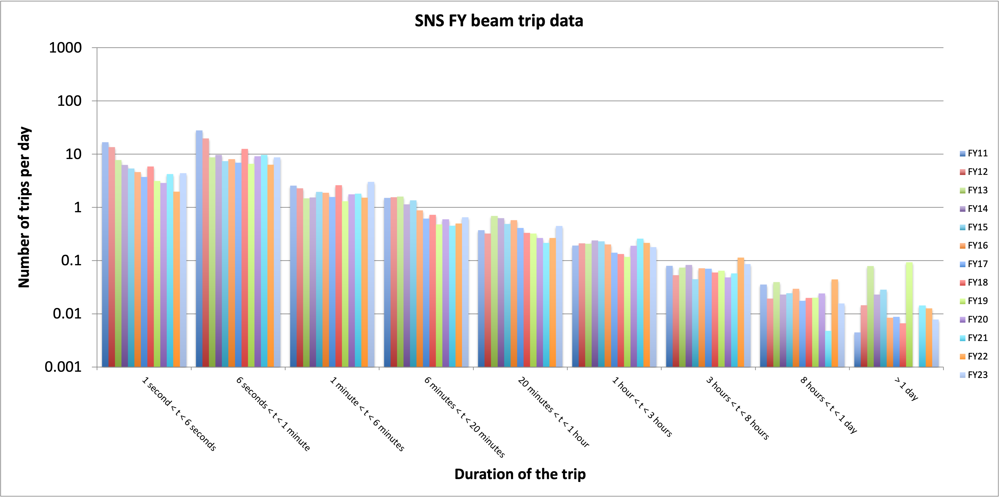 SNS FY beam trip data
Number of trips per day
1000
100
10
1
0.1
0.01
0.001
1 second < t < 6 seconds
6 seconds < t < 1 minute
1 minute < t < 6 minutes
6 minutes < t < 20 minutes
20 minutes < t < 1 hour
1 hour < t < 3 hours
3 hours < t < 8 hours
8 hours < t < 1 day
> 1 day
Duration of the trip
FY11
FY12
FY13
FY14
FY15
FY16
FY17
FY18
FY19
FY20
FY21
FY22
FY23